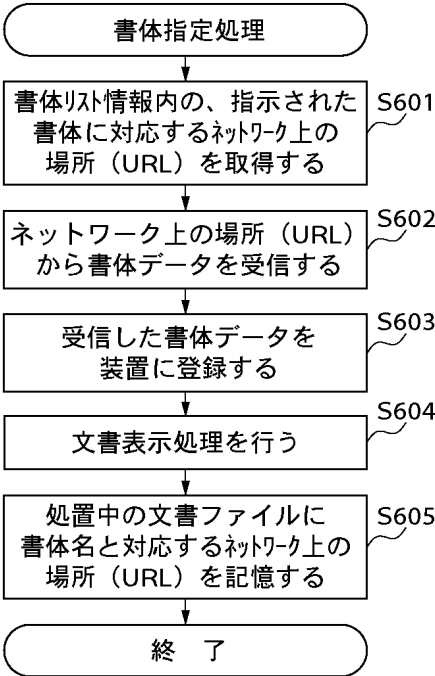 書体指定処理
書体リスト情報内の、指示された
書体に対応するネットワーク上の
場所（URL）を取得する
S601
ネットワーク上の場所（URL）
から書体データを受信する
S602
受信した書体データを
装置に登録する
S603
文書表示処理を行う
S604
処置中の文書ファイルに
書体名と対応するネットワーク上の
場所（URL）を記憶する
S605
終　了